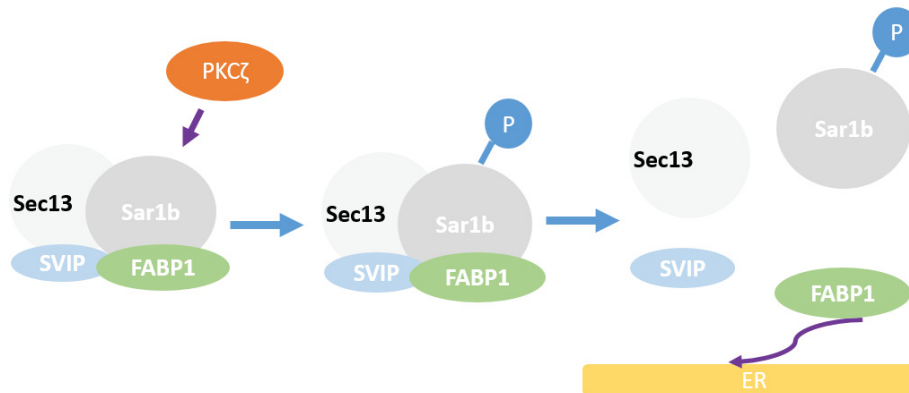 PKCζ
Sec13
Sar1b
SVIP
FABP1
P
Sec13
Sar1b
SVIP
FABP1
P
Sar1b
Sec13
SVIP
FABP1
ER